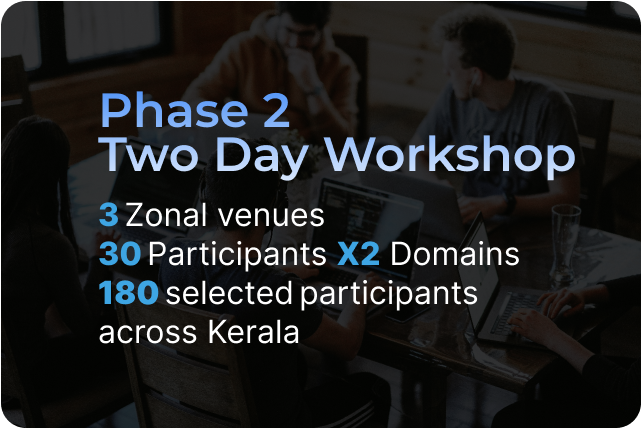 Phase 2
Two Day Workshop
3 Zonal venues
30 Participants X2 Domains
180 selected participants
across Kerala